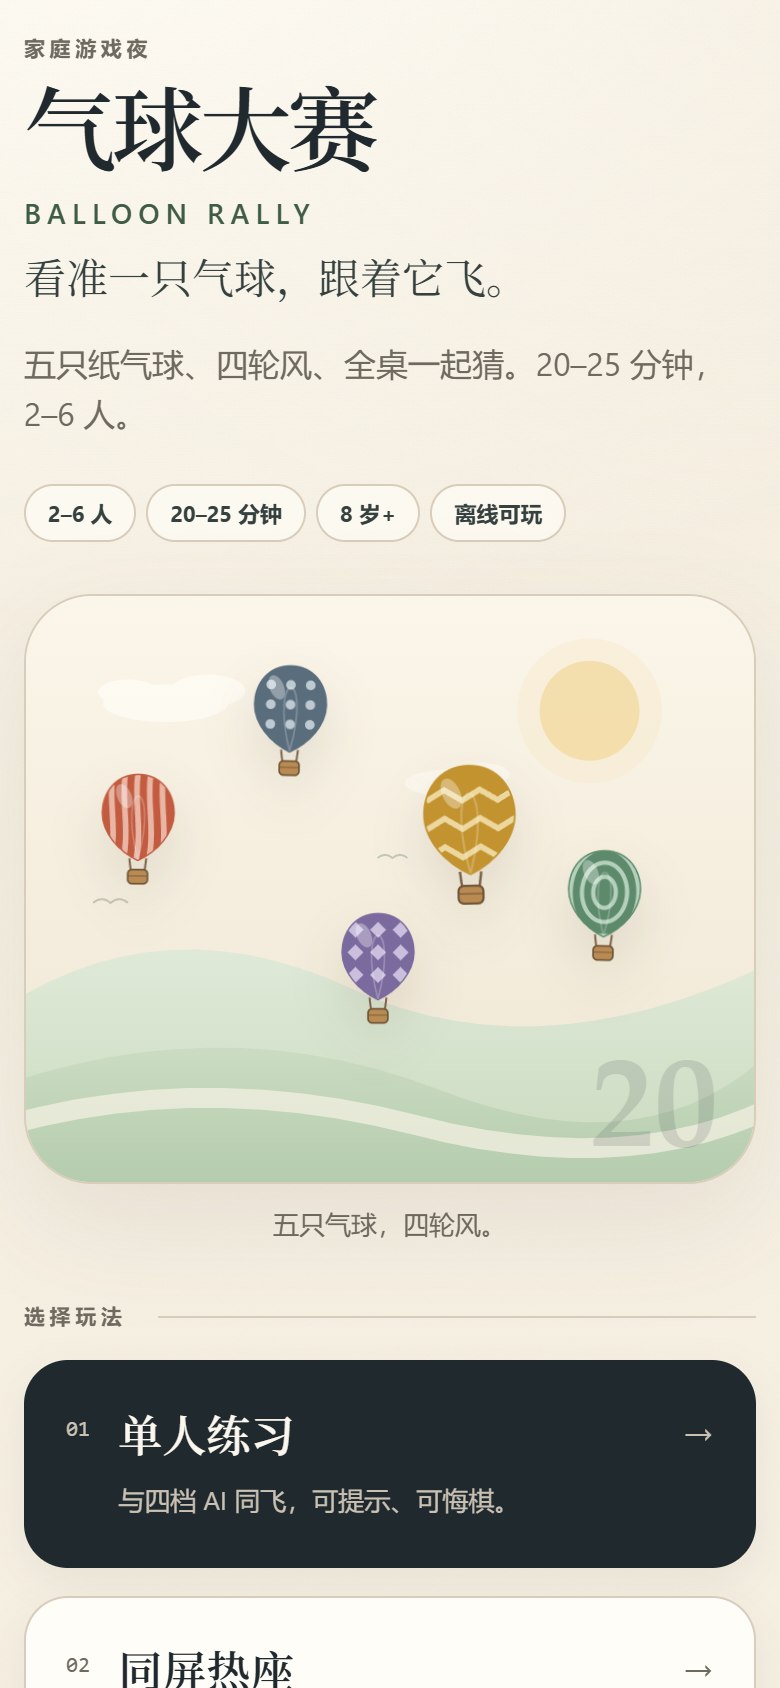 家庭游戏夜
气球大赛
BALLOON RALLY
看准一只气球，跟着它飞。
五只纸气球、四轮风、全桌一起猜。20–25 分钟，
2–6 人。
2–6 人
20–25 分钟
8 岁+
离线可玩
20
五只气球，四轮风。
选择玩法
01
单人练习
→
与四档 AI 同飞，可提示、可悔棋。
02
同屏热座
→